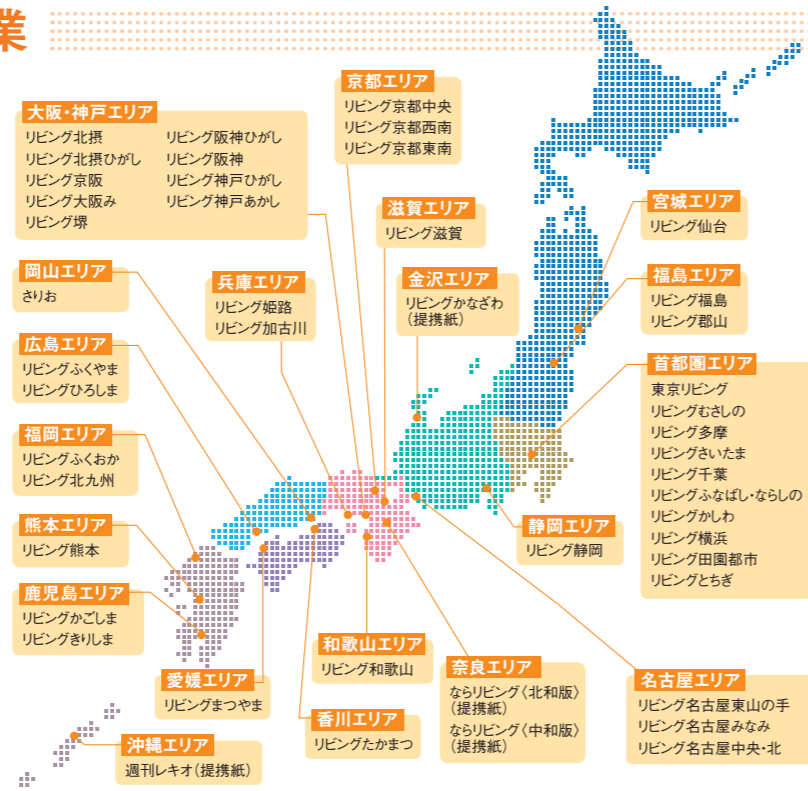 業
京都エリア
リビング京都中央
リビング京都西南
リビング京都東南
大阪・神戸エリア
リビング北摂
リビング北摂ひがし
リビング京阪
リビング大阪み
リビング堺
リビング阪神ひがし
リビング阪神
リビング神戸ひがし
リビング神戸あかし
滋賀エリア
リビング滋賀
宮城エリア
リビング仙台
岡山エリア
さりお
兵庫エリア
リビング姫路
リビング加古川
金沢エリア
リビングかなざわ
（提携紙）
福島エリア
リビング福島
リビング郡山
広島エリア
リビングふくやま
リビングひろしま
首都圏エリア
東京リビング
リビングむさしの
リビング多摩
リビングさいたま
リビング千葉
リビングふなばし・ならしの
リビングかしわ
リビング横浜
リビング田園都市
リビングとちぎ
福岡エリア
リビングふくおか
リビング北九州
熊本エリア
リビング熊本
静岡エリア
リビング静岡
鹿児島エリア
リビングかごしま
リビングきりしま
和歌山エリア
リビング和歌山
奈良エリア
ならリビング〈北和版〉
（提携紙）
ならリビング〈中和版〉
（提携紙）
名古屋エリア
リビング名古屋東山の手
リビング名古屋みなみ
リビング名古屋中央・北
愛媛エリア
リビングまつやま
香川エリア
リビングたかまつ
沖縄エリア
週刊レキオ（提携紙）